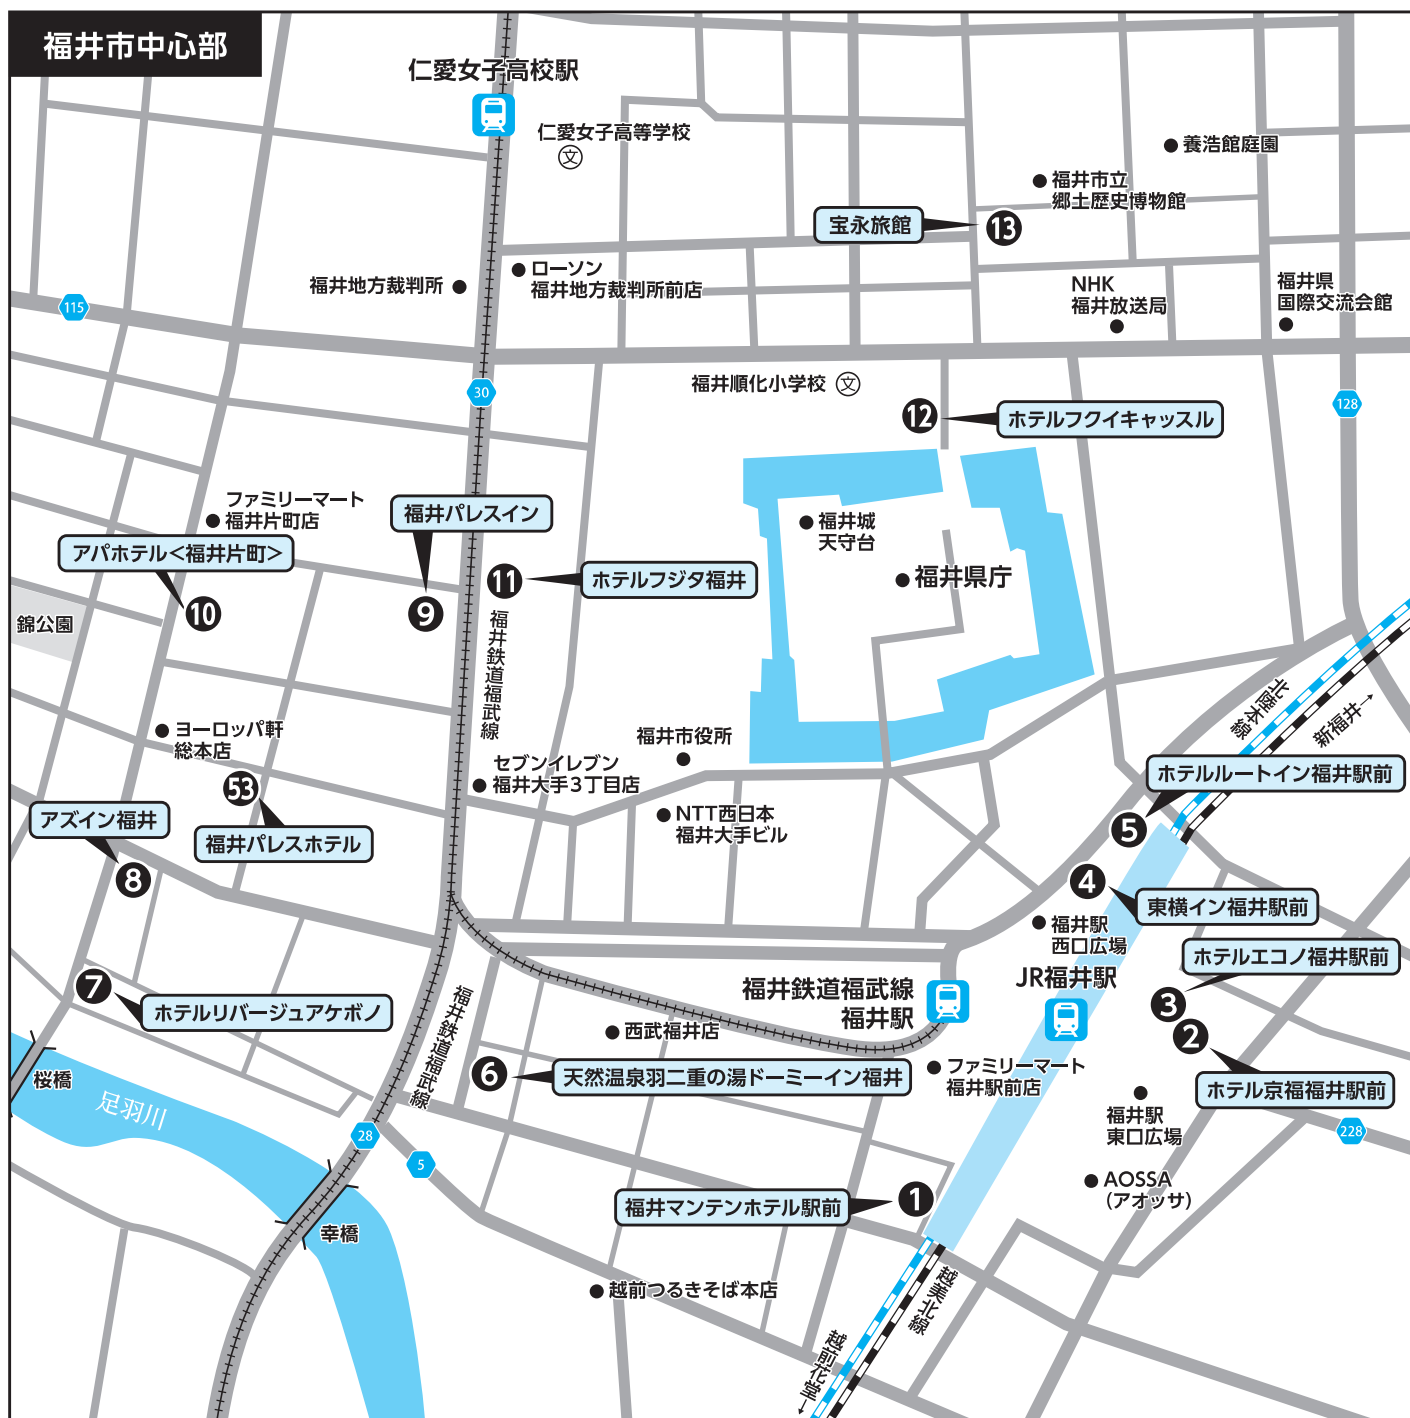 福井市中心部
仁愛女子高校駅
仁愛女子高等学校
文
養浩館庭園
福井市立
郷土歴史博物館
宝永旅館
13
ローソン
福井地方裁判所前店
福井地方裁判所
NHK
福井放送局
福井県
国際交流会館
115
福井順化小学校
文
30
128
12
ホテルフクイキャッスル
ファミリーマート
福井片町店
福井パレスイン
福井城
天守台
アパホテル<福井片町>
11
ホテルフジタ福井
福井県庁
錦公園
10
9
福井鉄道福武線
北陸本線
新福井→
ヨーロッパ軒
総本店
福井市役所
セブンイレブン
福井大手3丁目店
ホテルルートイン福井駅前
53
アズイン福井
NTT西日本
福井大手ビル
5
福井パレスホテル
8
4
東横イン福井駅前
福井駅
西口広場
ホテルエコノ福井駅前
7
ホテルリバージュアケボノ
福井鉄道福武線
福井鉄道福武線
福井駅
JR福井駅
3
西武福井店
2
6
天然温泉羽二重の湯ドーミーイン福井
ファミリーマート
福井駅前店
ホテル京福福井駅前
桜橋
足羽川
福井駅
東口広場
28
5
228
AOSSA
(アオッサ)
福井マンテンホテル駅前
1
幸橋
越前つるきそば本店
越美北線
越前花堂→